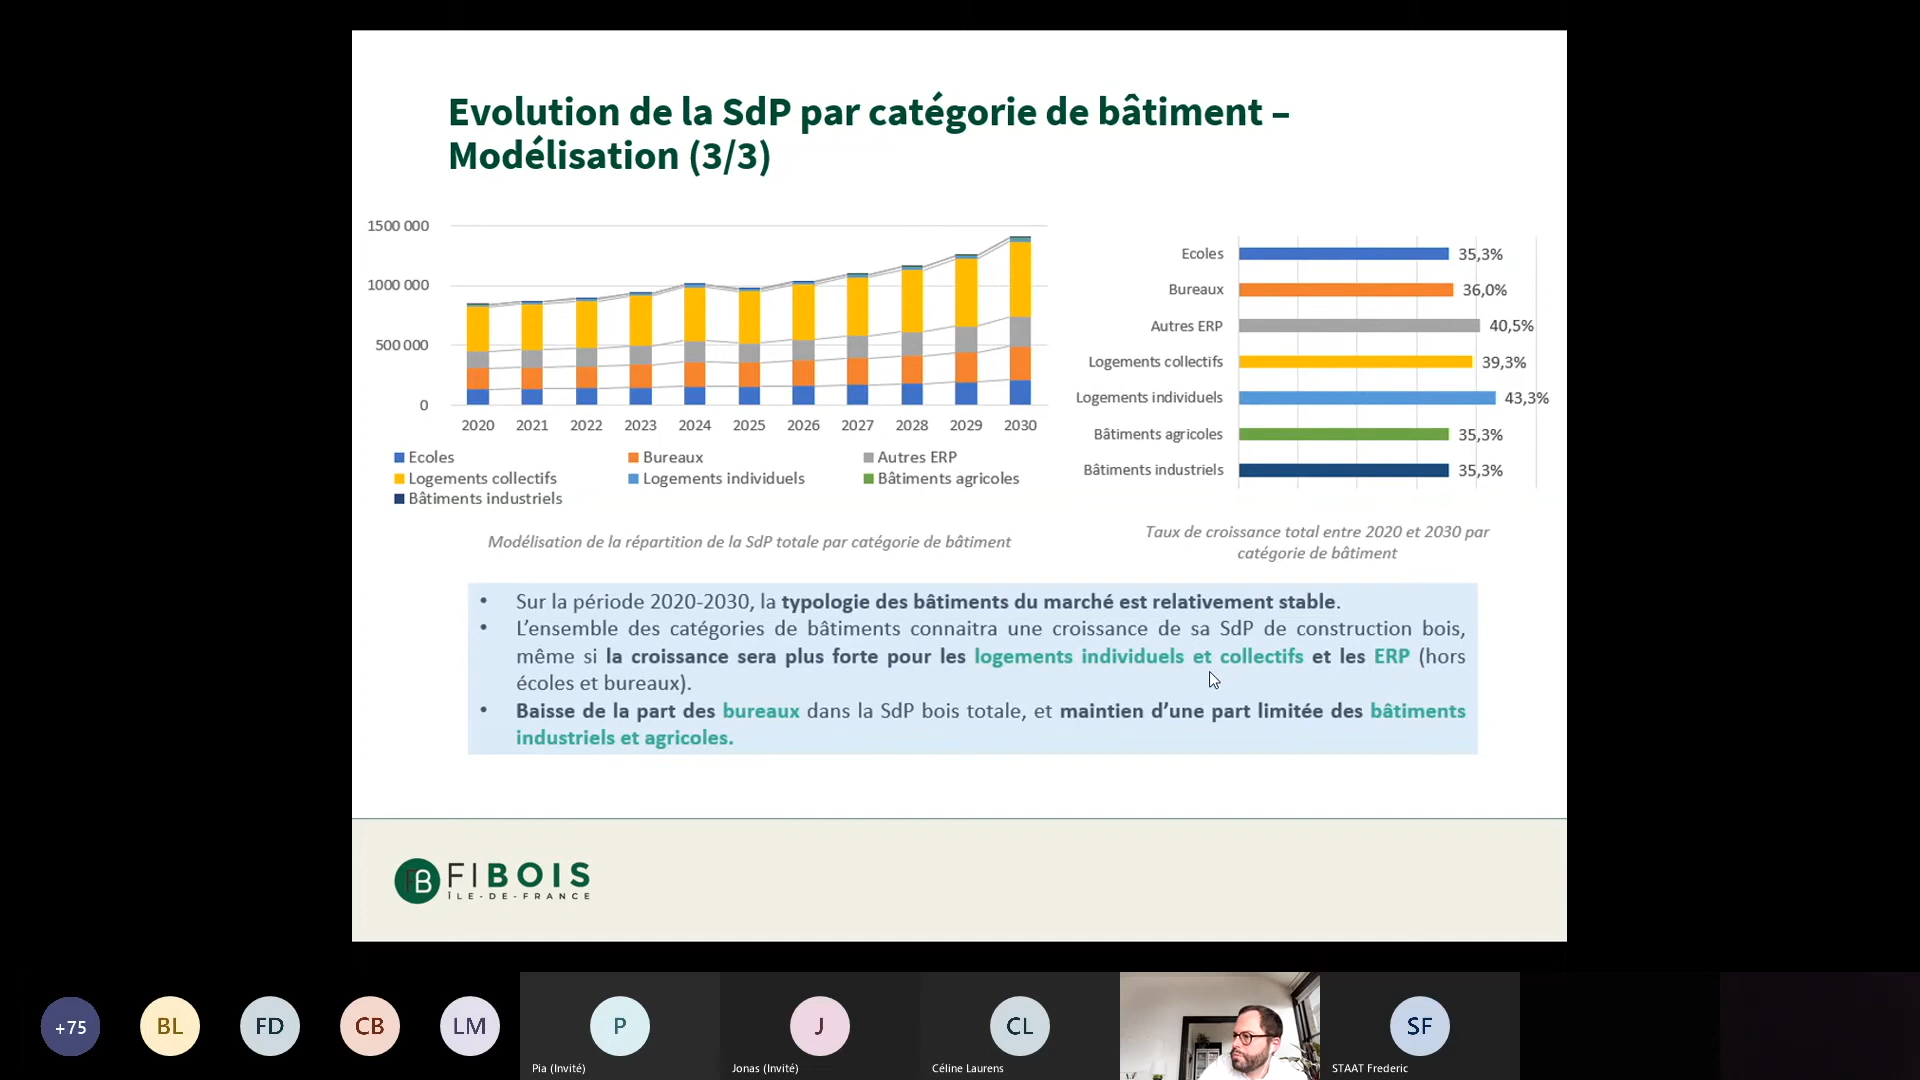 Evolution de la SdP par catégorie de bâtiment –
Modélisation (3/3)
1500 000
1000 000
500 000
0
2020 2021 2022 2023 2024 2025 2026 2027 2028 2029 2030
Ecoles Bureaux Autres ERP
Logements collectifs Logements individuels Bâtiments agricoles
Bâtiments industriels
Modélisation de la répartition de la SdP totale par catégorie de bâtiment
Ecoles 35,3%
Bureaux 36,0%
Autres ERP 40,5%
Logements collectifs 39,3%
Logements individuels 43,3%
Bâtiments agricoles 35,3%
Bâtiments industriels 35,3%
Taux de croissance total entre 2020 et 2030 par
catégorie de bâtiment
• Sur la période 2020-2030, la typologie des bâtiments du marché est relativement stable.
• L’ensemble des catégories de bâtiments connaitra une croissance de sa SdP de construction bois,
même si la croissance sera plus forte pour les logements individuels et collectifs et les ERP (hors
écoles et bureaux).
• Baisse de la part des bureaux dans la SdP bois totale, et maintien d’une part limitée des bâtiments
industriels et agricoles.
FB FIBOIS
ÎLE-DE-FRANCE
+75 BL FD CB LM P J CL SF
Pia (Invité) Jonas (Invité) Céline Laurens STAAT Frederic